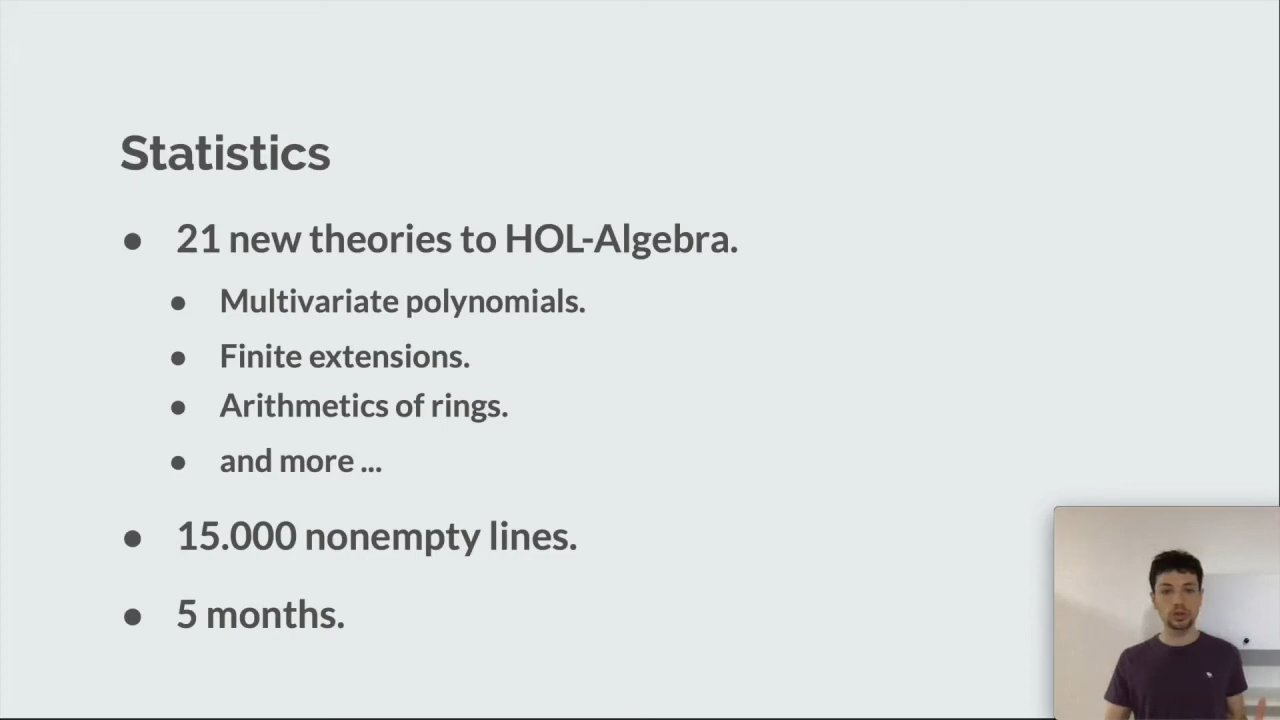 Statistics
● 21 new theories to HOL-Algebra.
● Multivariate polynomials.
● Finite extensions.
● Arithmetics of rings.
● and more ...
● 15.000 nonempty lines.
● 5 months.